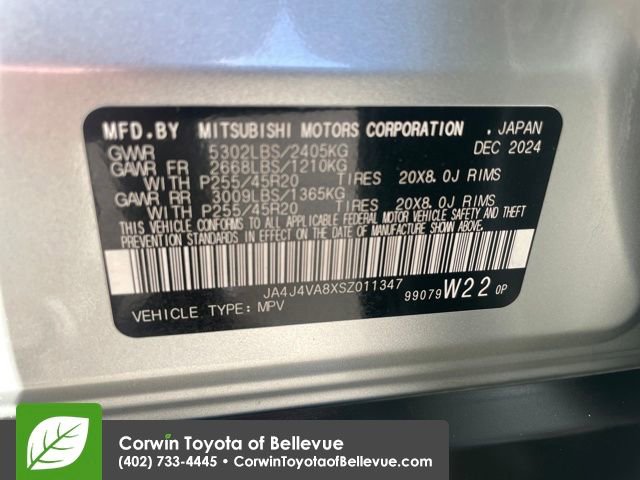 MFD.BY MITSUBISHI MOTORS CORPORATION . JAPAN
GVWR 5302LBS/2405KG DEC 2024
GAWR FR 2668LBS/1210KG
WITH P255/45R20 TIRES 20X8.0J RIMS
GAWR RR 3009LBS/1365KG
WITH P255/45R20 TIRES 20X8.0J RIMS
THIS VEHICLE CONFORMS TO ALL APPLICABLE FEDERAL MOTOR VEHICLE SAFETY AND THEFT
PREVENTION STANDARDS IN EFFECT ON THE DATE OF MANUFACTURE SHOWN ABOVE.
JA4J4VA8XSZ011347
99079 W22 0P
VEHICLE TYPE: MPV
Corwin Toyota of Bellevue
(402) 733-4445 • CorwinToyotaofBellevue.com